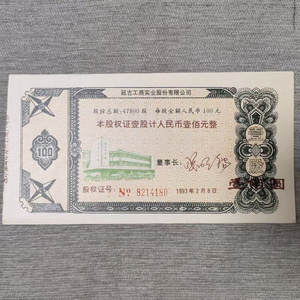 延吉工商实业股份有限公司
股份总额:47800股 每股金额人民币100元
本股权证壹股计人民币壹佰元整
100
董事长:
股权证号: № 8214180
1993年2月8日